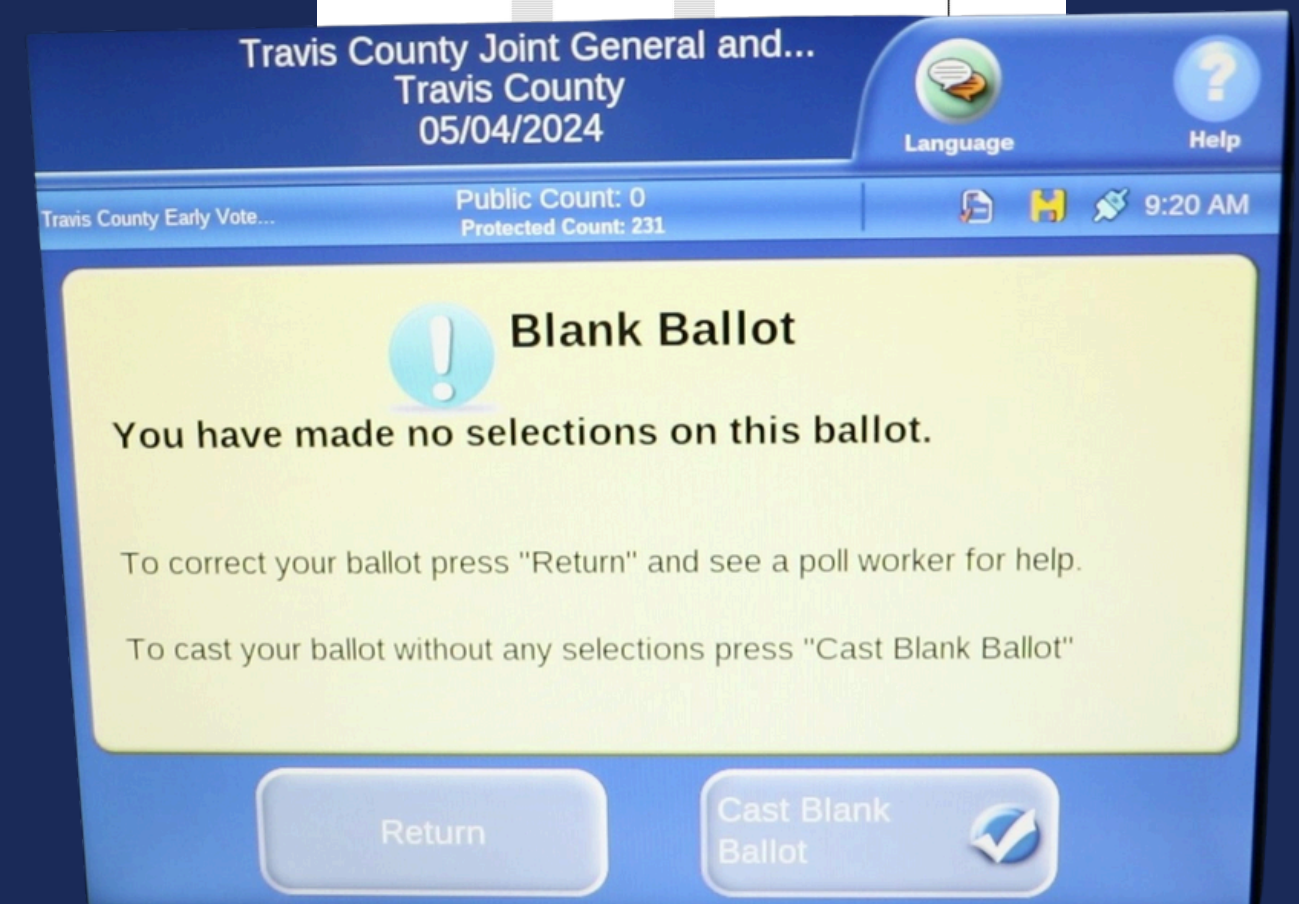 Travis County Joint General and...
Travis County
05/04/2024
Language
Help
Travis County Early Vote...
Public Count: 0
Protected Count: 231
9:20 AM
Blank Ballot
You have made no selections on this ballot.
To correct your ballot press "Return" and see a poll worker for help.
To cast your ballot without any selections press "Cast Blank Ballot"
Return
Cast Blank
Ballot